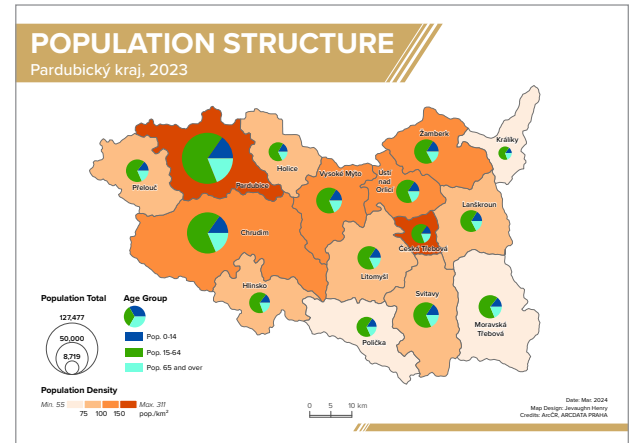 POPULATION STRUCTURE
Pardubický kraj, 2023
Králíky
Žamberk
Holice
Vysoké Mýto
Ústí
nad
Orlicí
Přelouč
Pardubice
Lanškroun
Chrudim
Česká Třebová
Litomyšl
Hlinsko
Svitavy
Moravská
Třebová
Polička
Population Total
127,477
50,000
8,719
Age Group
Pop. 0-14
Pop. 15-64
Pop. 65 and over
Population Density
Min. 55
Max. 311
75 100 150 pop./km²
0 5 10 km
Date: Mar. 2024
Map Design: Jevaughn Henry
Credits: ArcČR, ARCDATA PRAHA